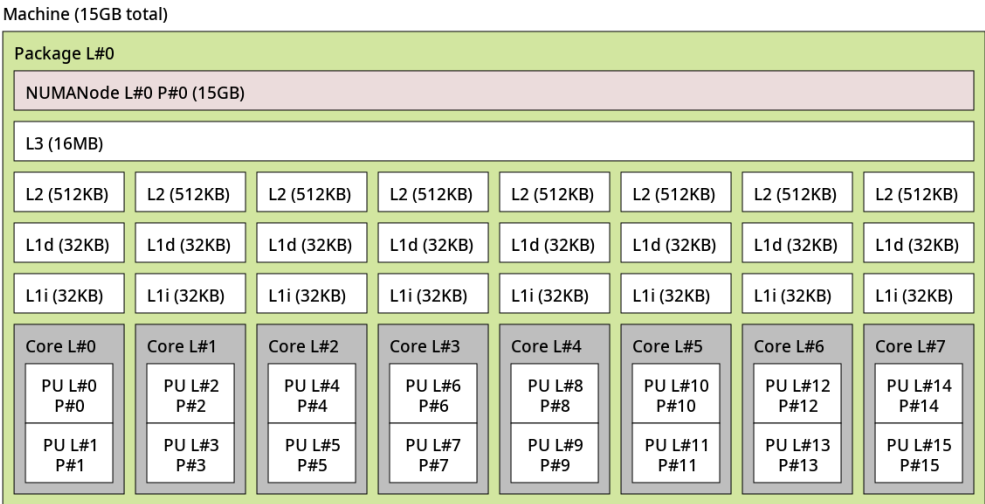 Machine (15GB total)
Package L#0
NUMANode L#0 P#0 (15GB)
L3 (16MB)
L2 (512KB) L2 (512KB) L2 (512KB) L2 (512KB) L2 (512KB) L2 (512KB) L2 (512KB) L2 (512KB)
L1d (32KB) L1d (32KB) L1d (32KB) L1d (32KB) L1d (32KB) L1d (32KB) L1d (32KB) L1d (32KB)
L1i (32KB) L1i (32KB) L1i (32KB) L1i (32KB) L1i (32KB) L1i (32KB) L1i (32KB) L1i (32KB)
Core L#0 Core L#1 Core L#2 Core L#3 Core L#4 Core L#5 Core L#6 Core L#7
PU L#0 PU L#2 PU L#4 PU L#6 PU L#8 PU L#10 PU L#12 PU L#14
P#0 P#2 P#4 P#6 P#8 P#10 P#12 P#14
PU L#1 PU L#3 PU L#5 PU L#7 PU L#9 PU L#11 PU L#13 PU L#15
P#1 P#3 P#5 P#7 P#9 P#11 P#13 P#15